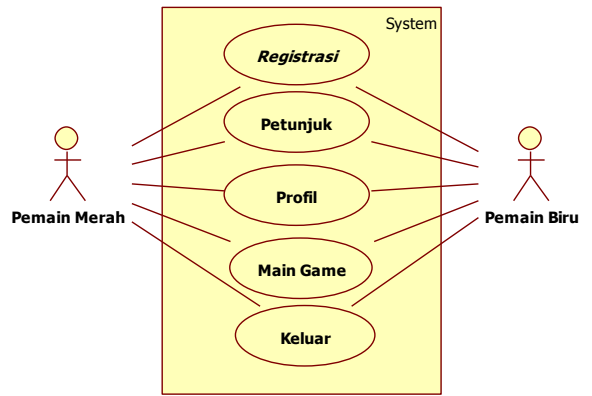 System
Registrasi
Petunjuk
Profil
Pemain Merah
Pemain Biru
Main Game
Keluar